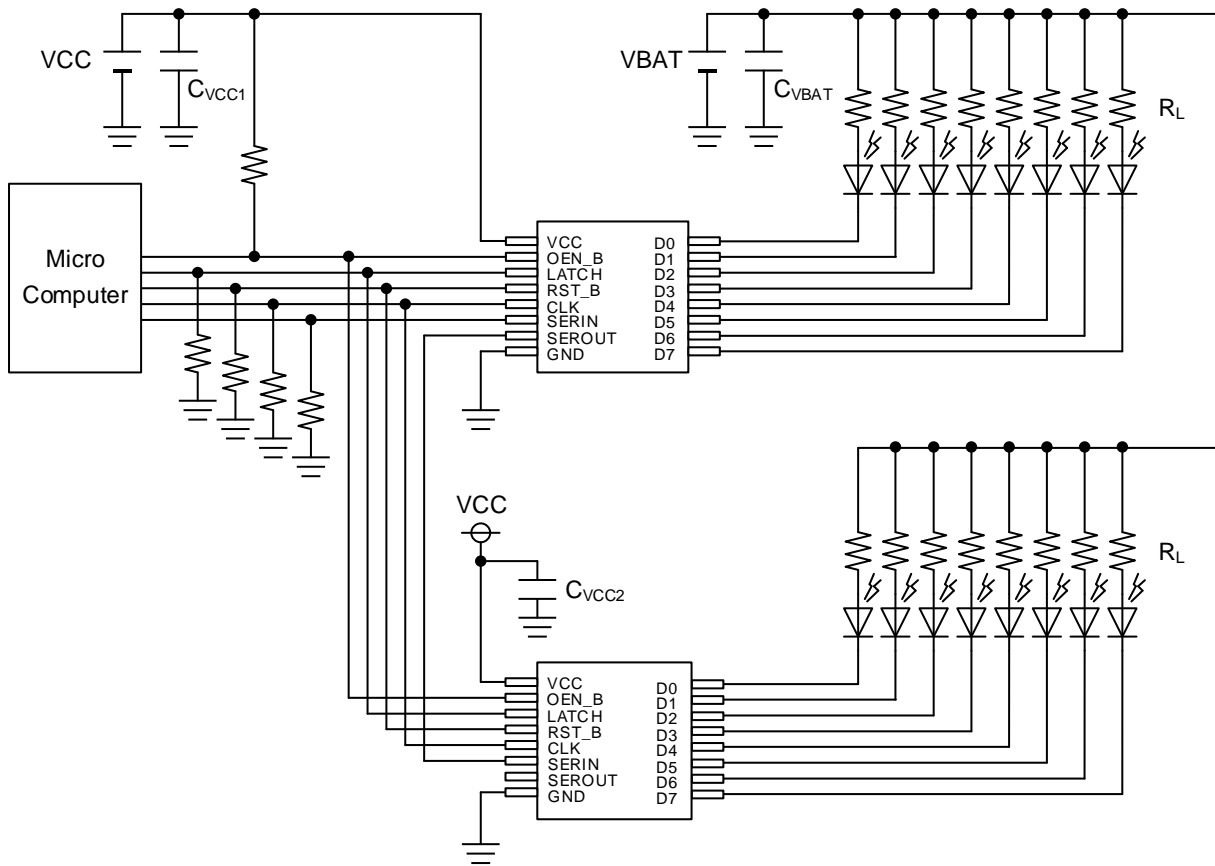 VCC
CVCC1
VBAT
CVBAT
RL
Micro
Computer
VCC
OEN_B
LATCH
RST_B
CLK
SERIN
SEROUT
GND
D0
D1
D2
D3
D4
D5
D6
D7
VCC
CVCC2
RL
VCC
OEN_B
LATCH
RST_B
CLK
SERIN
SEROUT
GND
D0
D1
D2
D3
D4
D5
D6
D7